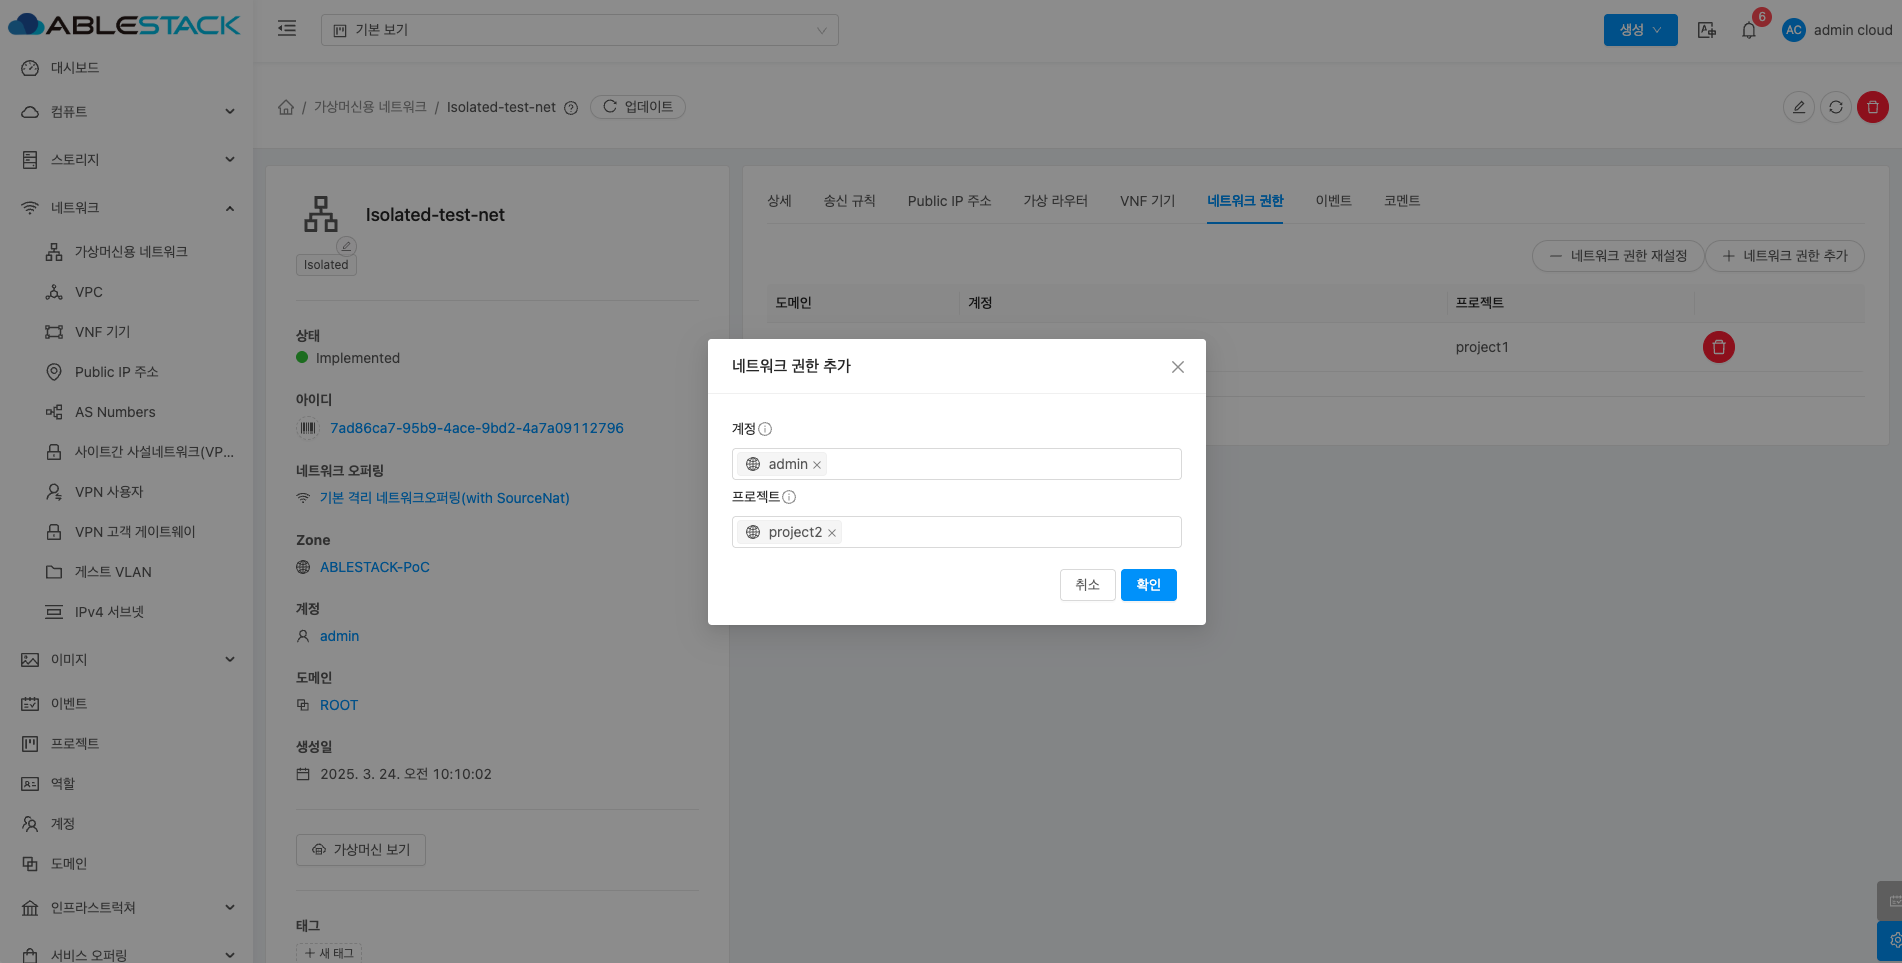 ABLESTACK
기본 보기
생성
6
AC
admin cloud
대시보드
컴퓨트
스토리지
네트워크
가상머신용 네트워크
VPC
VNF 기기
Public IP 주소
AS Numbers
사이트간 사설네트워크(VP...
VPN 사용자
VPN 고객 게이트웨이
게스트 VLAN
IPv4 서브넷
이미지
이벤트
프로젝트
역할
계정
도메인
인프라스트럭쳐
서비스 오퍼링
/ 가상머신용 네트워크 / Isolated-test-net
업데이트
Isolated-test-net
Isolated
상태
Implemented
아이디
7ad86ca7-95b9-4ace-9bd2-4a7a09112796
네트워크 오퍼링
기본 격리 네트워크오퍼링(with SourceNat)
Zone
ABLESTACK-PoC
계정
admin
도메인
ROOT
생성일
2025. 3. 24. 오전 10:10:02
가상머신 보기
태그
새 태그
상세
송신 규칙
Public IP 주소
가상 라우터
VNF 기기
네트워크 권한
이벤트
코멘트
네트워크 권한 재설정
네트워크 권한 추가
도메인
계정
프로젝트
project1
네트워크 권한 추가
계정
admin
프로젝트
project2
취소
확인